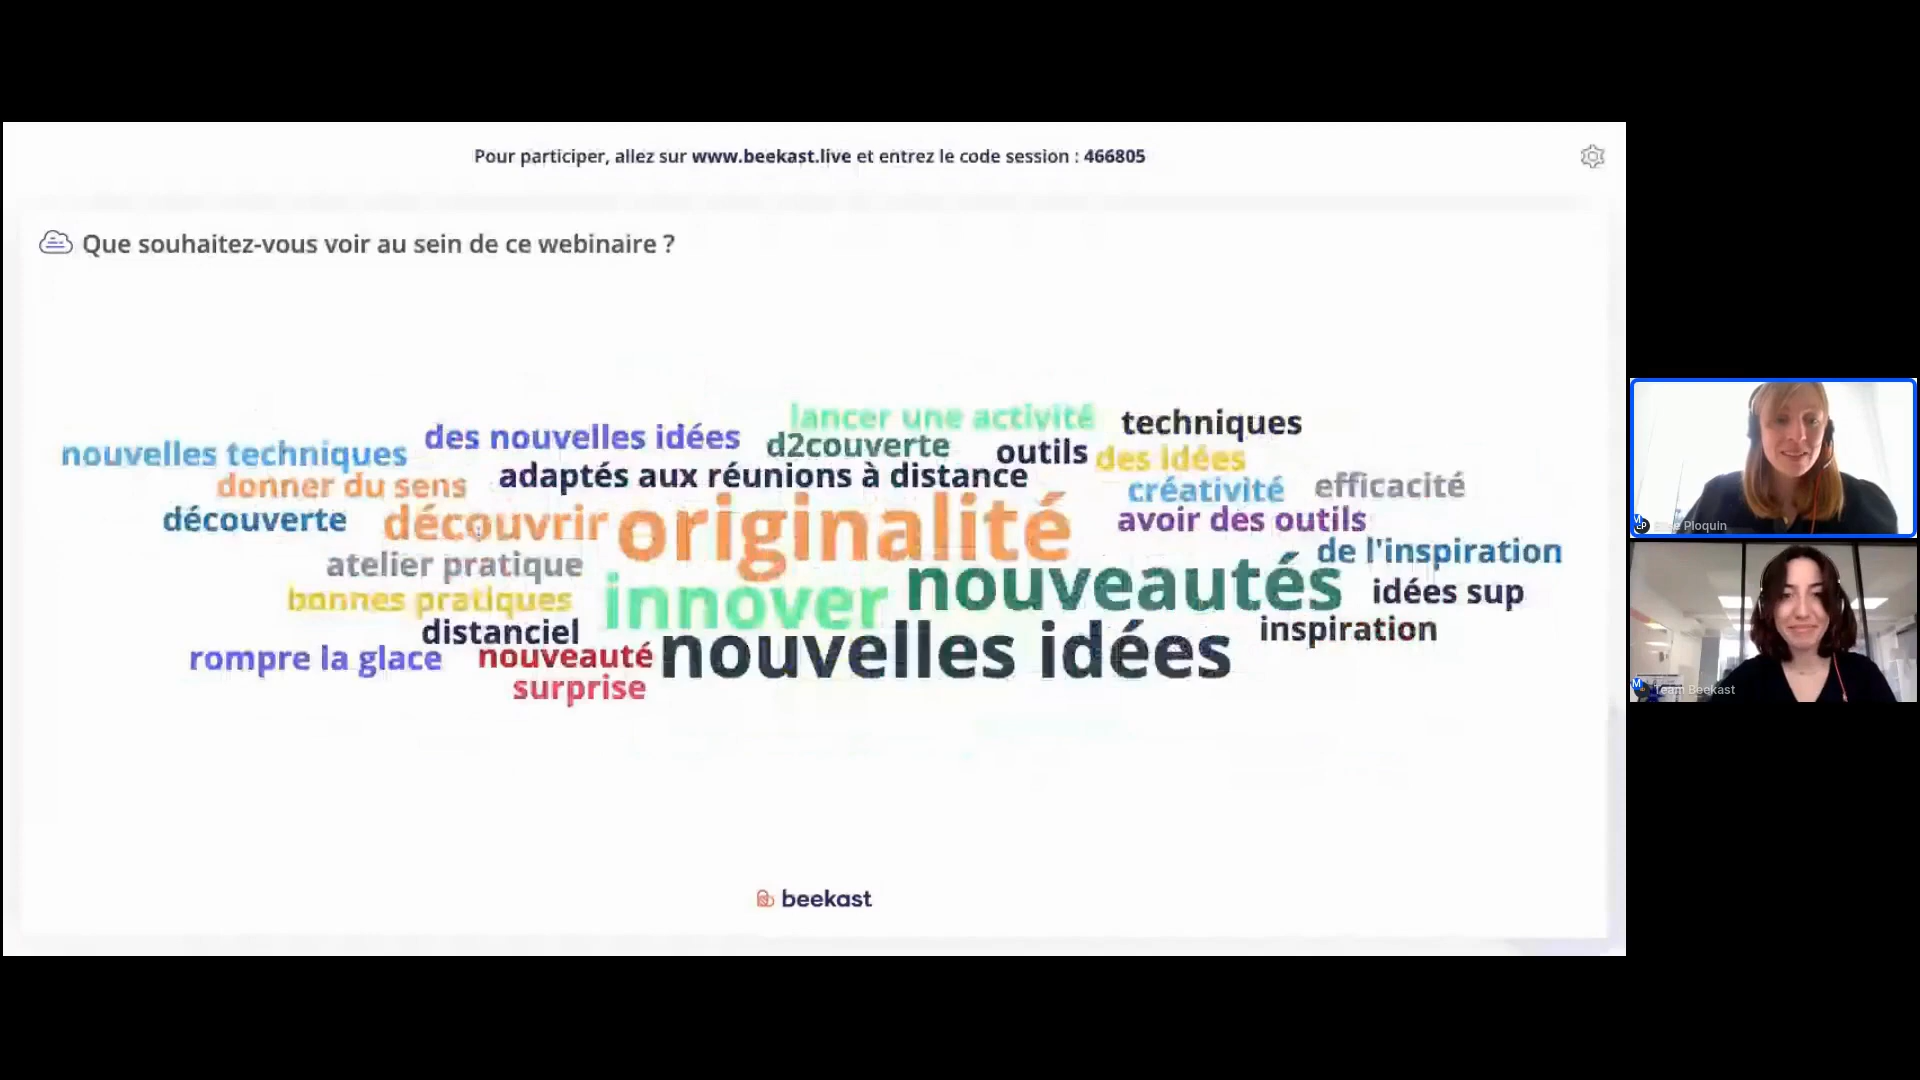 Pour participer, allez sur www.beekast.live et entrez le code session : 466805
Que souhaitez-vous voir au sein de ce webinaire ?
lancer une activité
techniques
des nouvelles idées
d2couverte
outils
des idées
nouvelles techniques
adaptés aux réunions à distance
donner du sens
créativité
efficacité
découverte
découvrir
originalité
avoir des outils
de l'inspiration
atelier pratique
nouveautés
idées sup
bonnes pratiques
innover
distanciel
inspiration
rompre la glace
nouveauté
nouvelles idées
surprise
beekast
Ploquin
Team Beekast